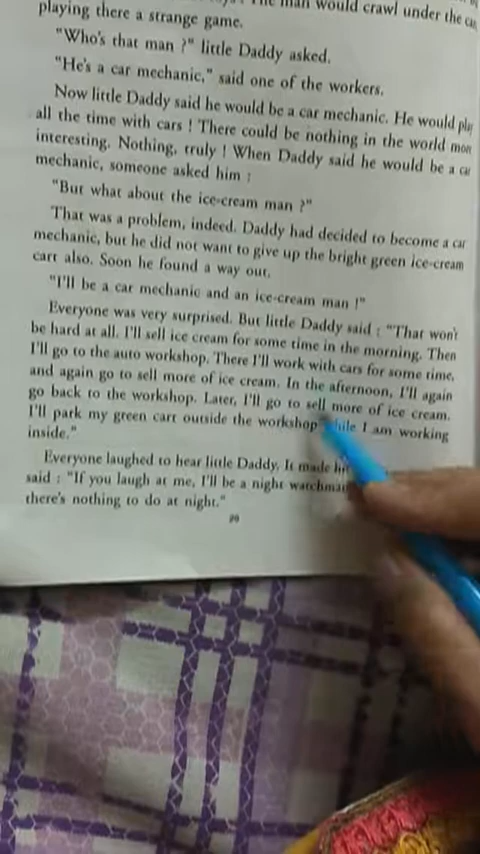 The man would crawl under the car,
playing there a strange game.
"Who's that man ?" little Daddy asked.
"He's a car mechanic," said one of the workers.
Now little Daddy said he would be a car mechanic. He would play
all the time with cars ! There could be nothing in the world more
interesting. Nothing, truly ! When Daddy said he would be a car
mechanic, someone asked him :
"But what about the ice-cream man ?"
That was a problem, indeed. Daddy had decided to become a car
mechanic, but he did not want to give up the bright green ice-cream
cart also. Soon he found a way out.
"I'll be a car mechanic and an ice-cream man !"
Everyone was very surprised. But little Daddy said : "That won't
be hard at all. I'll sell ice cream for some time in the morning. Then
I'll go to the auto workshop. There I'll work with cars for some time,
and again go to sell more of ice cream. In the afternoon, I'll again
go back to the workshop. Later, I'll go to sell more of ice cream.
I'll park my green cart outside the workshop while I am working
inside."
Everyone laughed to hear little Daddy. It made
said : "If you laugh at me, I'll be a night watchman
there's nothing to do at night."